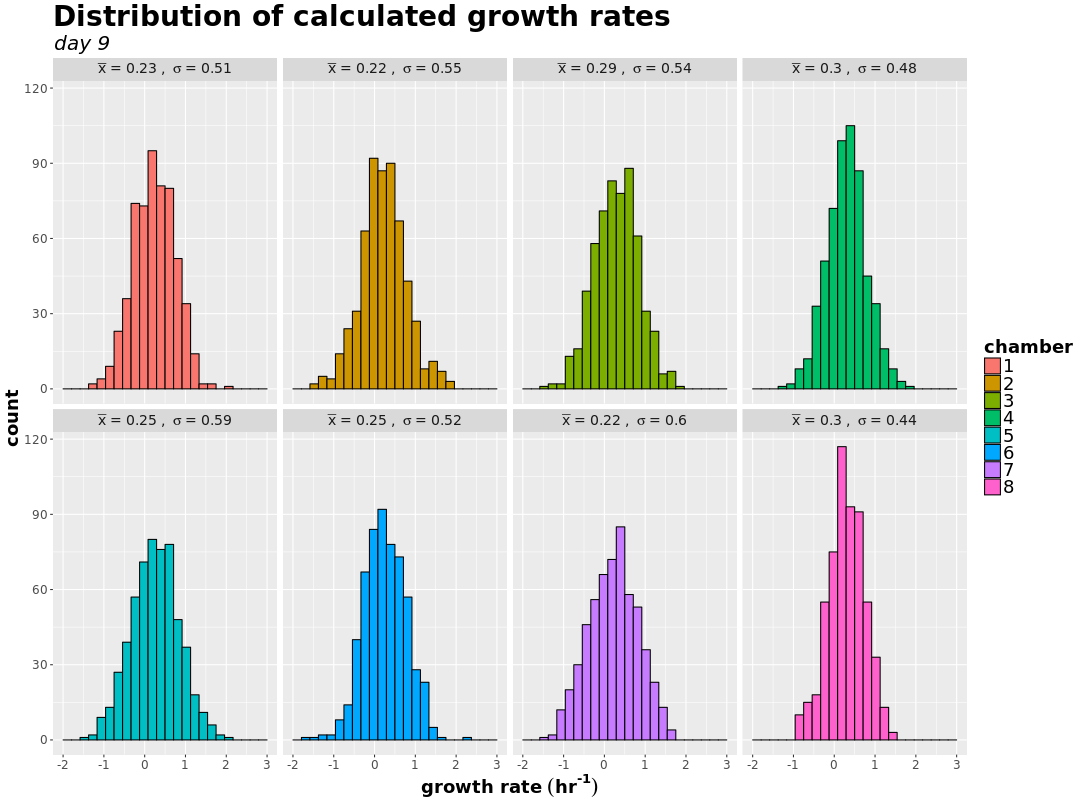 Distribution of calculated growth rates
day 9
x̅ = 0.23 , σ = 0.51
x̅ = 0.22 , σ = 0.55
x̅ = 0.29 , σ = 0.54
x̅ = 0.3 , σ = 0.48
120
90
60
30
0
count
x̅ = 0.25 , σ = 0.59
x̅ = 0.25 , σ = 0.52
x̅ = 0.22 , σ = 0.6
x̅ = 0.3 , σ = 0.44
120
90
60
30
0
-2 -1 0 1 2 3
-2 -1 0 1 2 3
-2 -1 0 1 2 3
-2 -1 0 1 2 3
growth rate (hr⁻¹)
chamber
1
2
3
4
5
6
7
8